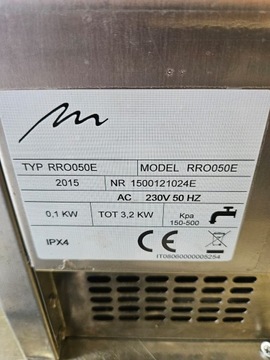 TYP RRO050E MODEL RRO050E
2015 NR 1500121024E
AC 230V 50 HZ
0,1 KW TOT 3,2 KW Kpa 150-500
IPX4 CE
IT08060000005254